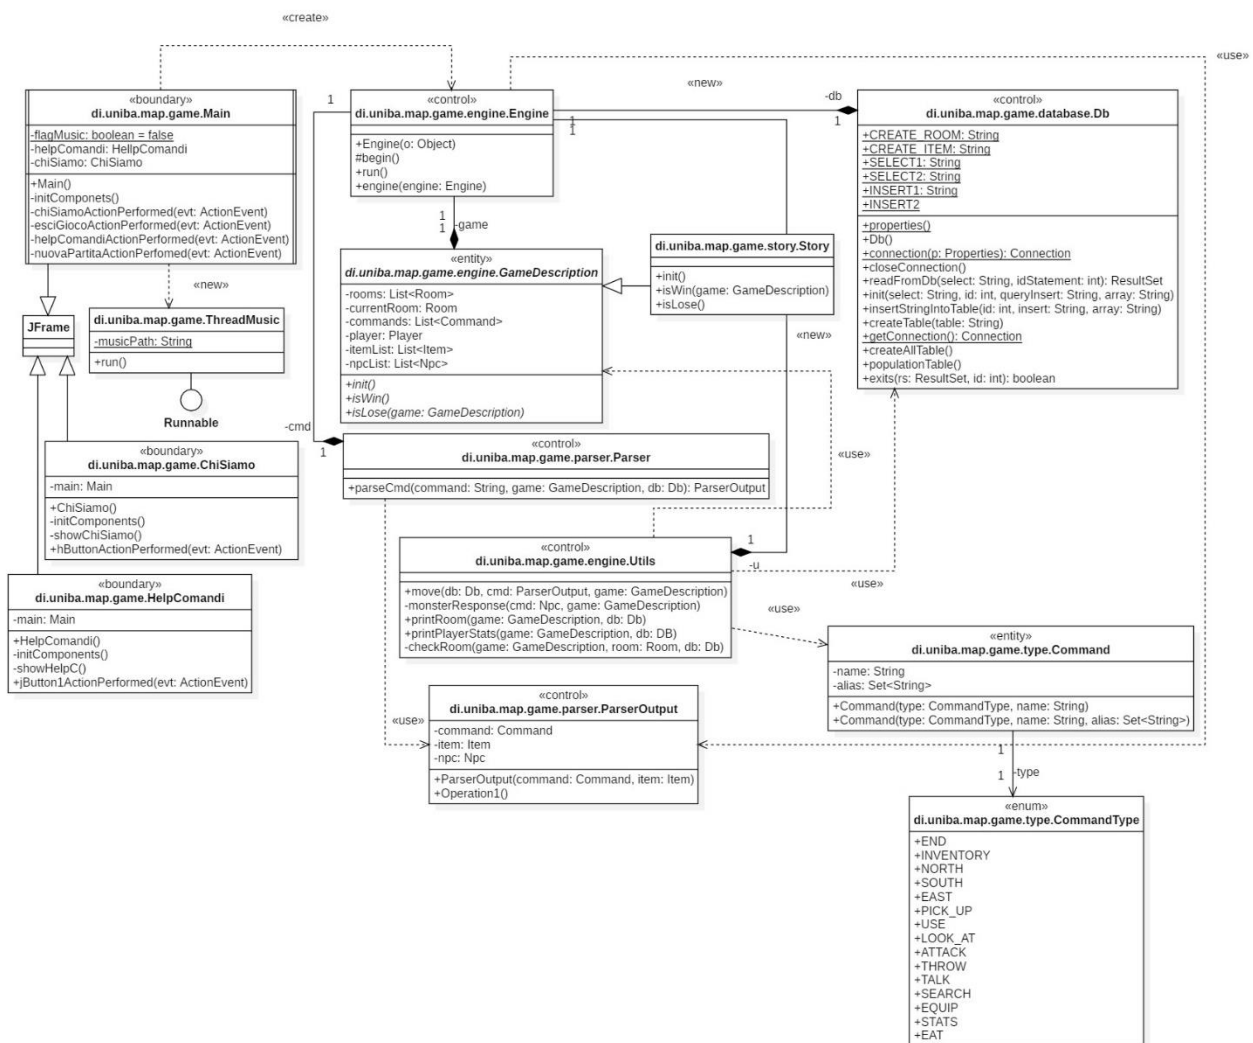 «create»
«use»
«boundary»
di.uniba.map.game.Main
-flagMusic: boolean = false
-helpComandi: HellpComandi
-chiSiamo: ChiSiamo
+Main()
-initComponets()
-chiSiamoActionPerformed(evt: ActionEvent)
-esciGiocoActionPerformed(evt: ActionEvent)
-helpComandiActionPerformed(evt: ActionEvent)
-nuovaPartitaActionPerfomed(evt: ActionEvent)
1
«control»
di.uniba.map.game.engine.Engine
+Engine(o: Object)
#begin()
+run()
+engine(engine: Engine)
1
1
«new»
-db
1
«control»
di.uniba.map.game.database.Db
+CREATE_ROOM: String
+CREATE_ITEM: String
+SELECT1: String
+SELECT2: String
+INSERT1: String
+INSERT2
+properties()
+Db()
+connection(p: Properties): Connection
+closeConnection()
+readFromDb(select: String, idStatement: int): ResultSet
+init(select: String, id: int, queryInsert: String, array: String)
+insertStringIntoTable(id: int, insert: String, array: String)
+createTable(table: String)
+getConnection(): Connection
+createAllTable()
+populationTable()
+exits(rs: ResultSet, id: int): boolean
1
1
-game
«entity»
di.uniba.map.game.engine.GameDescription
-rooms: List<Room>
-currentRoom: Room
-commands: List<Command>
-player: Player
-itemList: List<Item>
-npcList: List<Npc>
+init()
+isWin()
+isLose(game: GameDescription)
di.uniba.map.game.story.Story
+init()
+isWin(game: GameDescription)
+isLose()
«new»
«new»
JFrame
di.uniba.map.game.ThreadMusic
-musicPath: String
+run()
Runnable
-cmd
1
«control»
di.uniba.map.game.parser.Parser
+parseCmd(command: String, game: GameDescription, db: Db): ParserOutput
«use»
«boundary»
di.uniba.map.game.ChiSiamo
-main: Main
+ChiSiamo()
-initComponents()
-showChiSiamo()
+hButtonActionPerformed(evt: ActionEvent)
«control»
di.uniba.map.game.engine.Utils
+move(db: Db, cmd: ParserOutput, game: GameDescription)
-monsterResponse(cmd: Npc, game: GameDescription)
+printRoom(game: GameDescription, db: Db)
+printPlayerStats(game: GameDescription, db: DB)
-checkRoom(game: GameDescription, room: Room, db: Db)
1
-u
«use»
«use»
«boundary»
di.uniba.map.game.HelpComandi
-main: Main
+HelpComandi()
-initComponents()
-showHelpC()
+jButton1ActionPerformed(evt: ActionEvent)
«entity»
di.uniba.map.game.type.Command
-name: String
-alias: Set<String>
+Command(type: CommandType, name: String)
+Command(type: CommandType, name: String, alias: Set<String>)
«use»
«control»
di.uniba.map.game.parser.ParserOutput
-command: Command
-item: Item
-npc: Npc
+ParserOutput(command: Command, item: Item)
+Operation1()
1
1
-type
«enum»
di.uniba.map.game.type.CommandType
+END
+INVENTORY
+NORTH
+SOUTH
+EAST
+PICK_UP
+USE
+LOOK_AT
+ATTACK
+THROW
+TALK
+SEARCH
+EQUIP
+STATS
+EAT